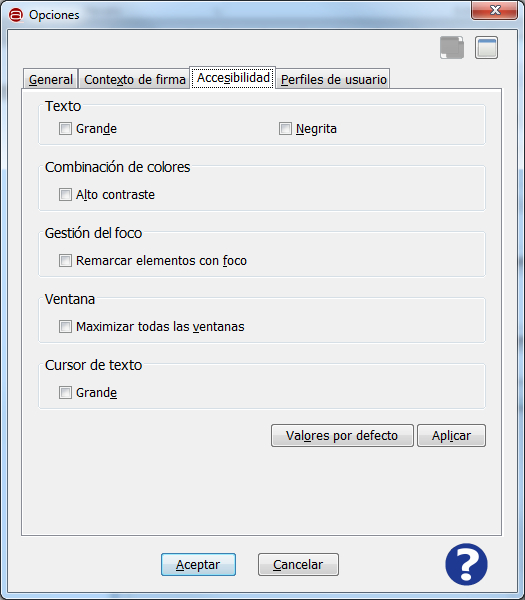 Opciones
General
Contexto de firma
Accesibilidad
Perfiles de usuario
Texto
Grande
Negrita
Combinación de colores
Alto contraste
Gestión del foco
Remarcar elementos con foco
Ventana
Maximizar todas las ventanas
Cursor de texto
Grande
Valores por defecto
Aplicar
Aceptar
Cancelar
?